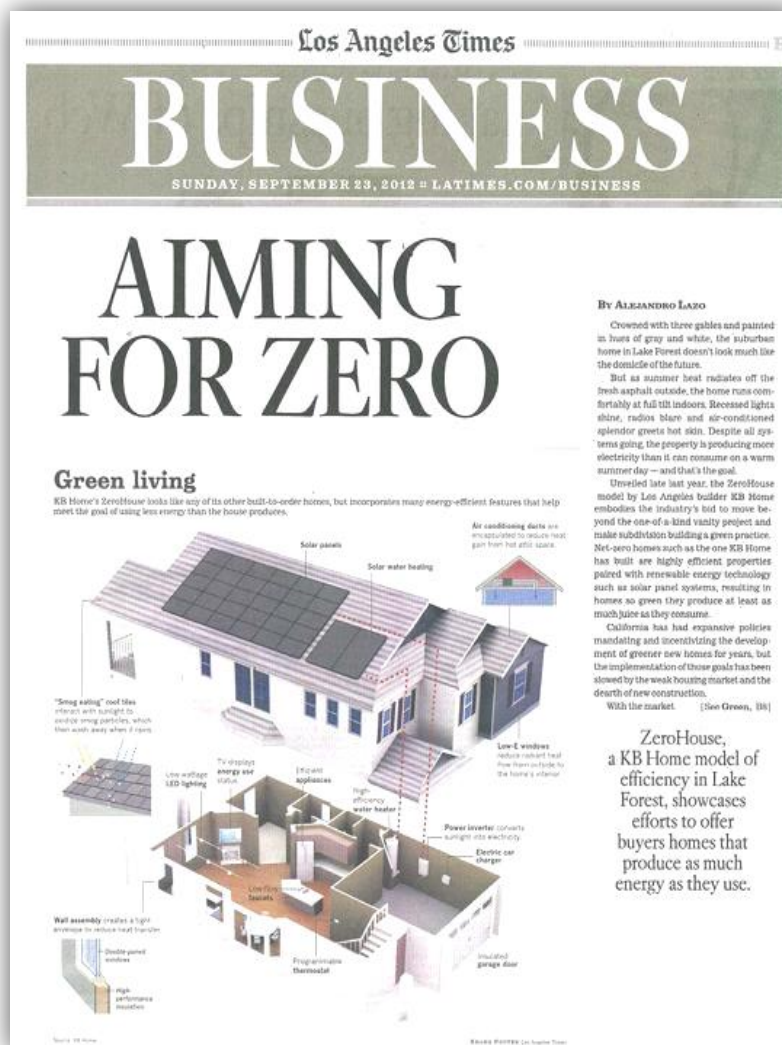 Los Angeles Times
BUSINESS
SUNDAY, SEPTEMBER 23, 2012 :: LATIMES.COM/BUSINESS
AIMING
FOR ZERO
Green living
KB Home's ZeroHouse looks like any of its other built-to-order homes, but incorporates many energy-efficient features that help
meet the goal of using less energy than the house produces.
Solar panels
Solar water heating
Air conditioning ducts are
encapsulated to reduce heat
gain from hot attic space.
"Smog eating" roof tiles
interact with sunlight to
oxidize smog particles, which
then wash away when it rains.
Low-E windows
reduce radiant heat
flow from outside to
the home's interior
Low wattage
LED lighting
TV displays
energy use
status
Efficient
appliances
High-
efficiency
water heater
Power inverter converts
sunlight into electricity.
Electric car
charger
Low-flow
faucets
Wall assembly creates a tight
envelope to reduce heat transfer.
Double-paned
windows
High-
performance
insulation
Programmable
thermostat
Insulated
garage door
Source: KB Home
Los Angeles Times
BY ALEJANDRO LAZO
Crowned with three gables and painted
in hues of gray and white, the suburban
home in Lake Forest doesn't look much like
the domicile of the future.
But as summer heat radiates off the
fresh asphalt outside, the home runs com-
fortably at full tilt indoors. Recessed lights
shine, radios blare and air-conditioned
splendor greets hot skin. Despite all sys-
tems going, the property is producing more
electricity than it can consume on a warm
summer day — and that's the goal.
Unveiled late last year, the ZeroHouse
model by Los Angeles builder KB Home
embodies the industry's bid to move be-
yond the one-of-a-kind vanity project and
make subdivision building a green practice.
Net-zero homes such as the one KB Home
has built are highly efficient properties
paired with renewable energy technology
such as solar panel systems, resulting in
homes so green they produce at least as
much juice as they consume.
California has had expansive policies
mandating and incentivizing the develop-
ment of greener new homes for years, but
the implementation of those goals has been
slowed by the weak housing market and the
dearth of new construction.
With the market [See Green, B8]
ZeroHouse,
a KB Home model of
efficiency in Lake
Forest, showcases
efforts to offer
buyers homes that
produce as much
energy as they use.